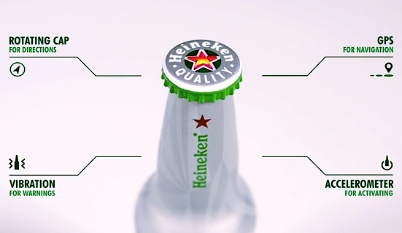 ROTATING CAP
FOR DIRECTIONS
GPS
FOR NAVIGATION
Heineken
QUALITY
Heineken
VIBRATION
FOR WARNINGS
ACCELEROMETER
FOR ACTIVATING